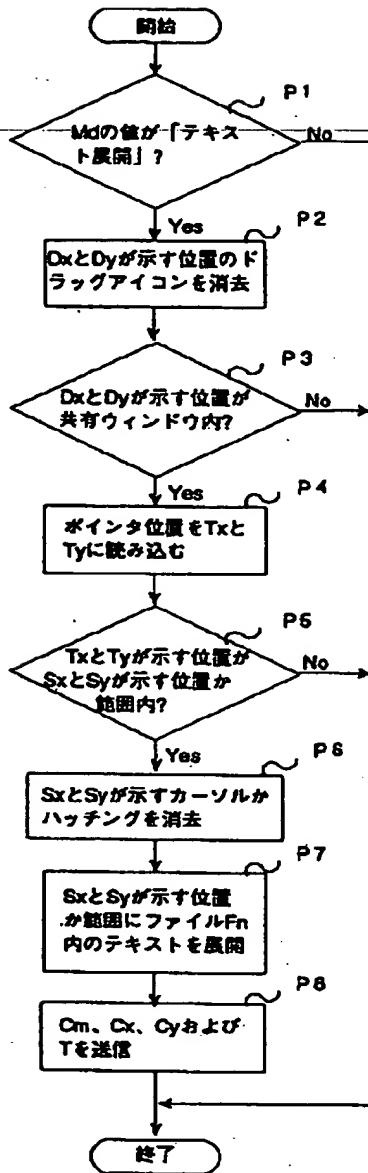 開始
P1
Mdの値が「テキス
ト展開」?
No
Yes
P2
DxとDyが示す位置のド
ラッグアイコンを消去
P3
DxとDyが示す位置が
共有ウィンドウ内?
No
Yes
P4
ポインタ位置をTxと
Tyに読み込む
P5
TxとTyが示す位置が
SxとSyが示す位置か
範囲内?
No
Yes
P6
SxとSyが示すカーソルか
ハッチングを消去
P7
SxとSyが示す位置
か範囲にファイルFn
内のテキストを展開
P8
Cm、Cx、Cyおよび
Tを送信
終了